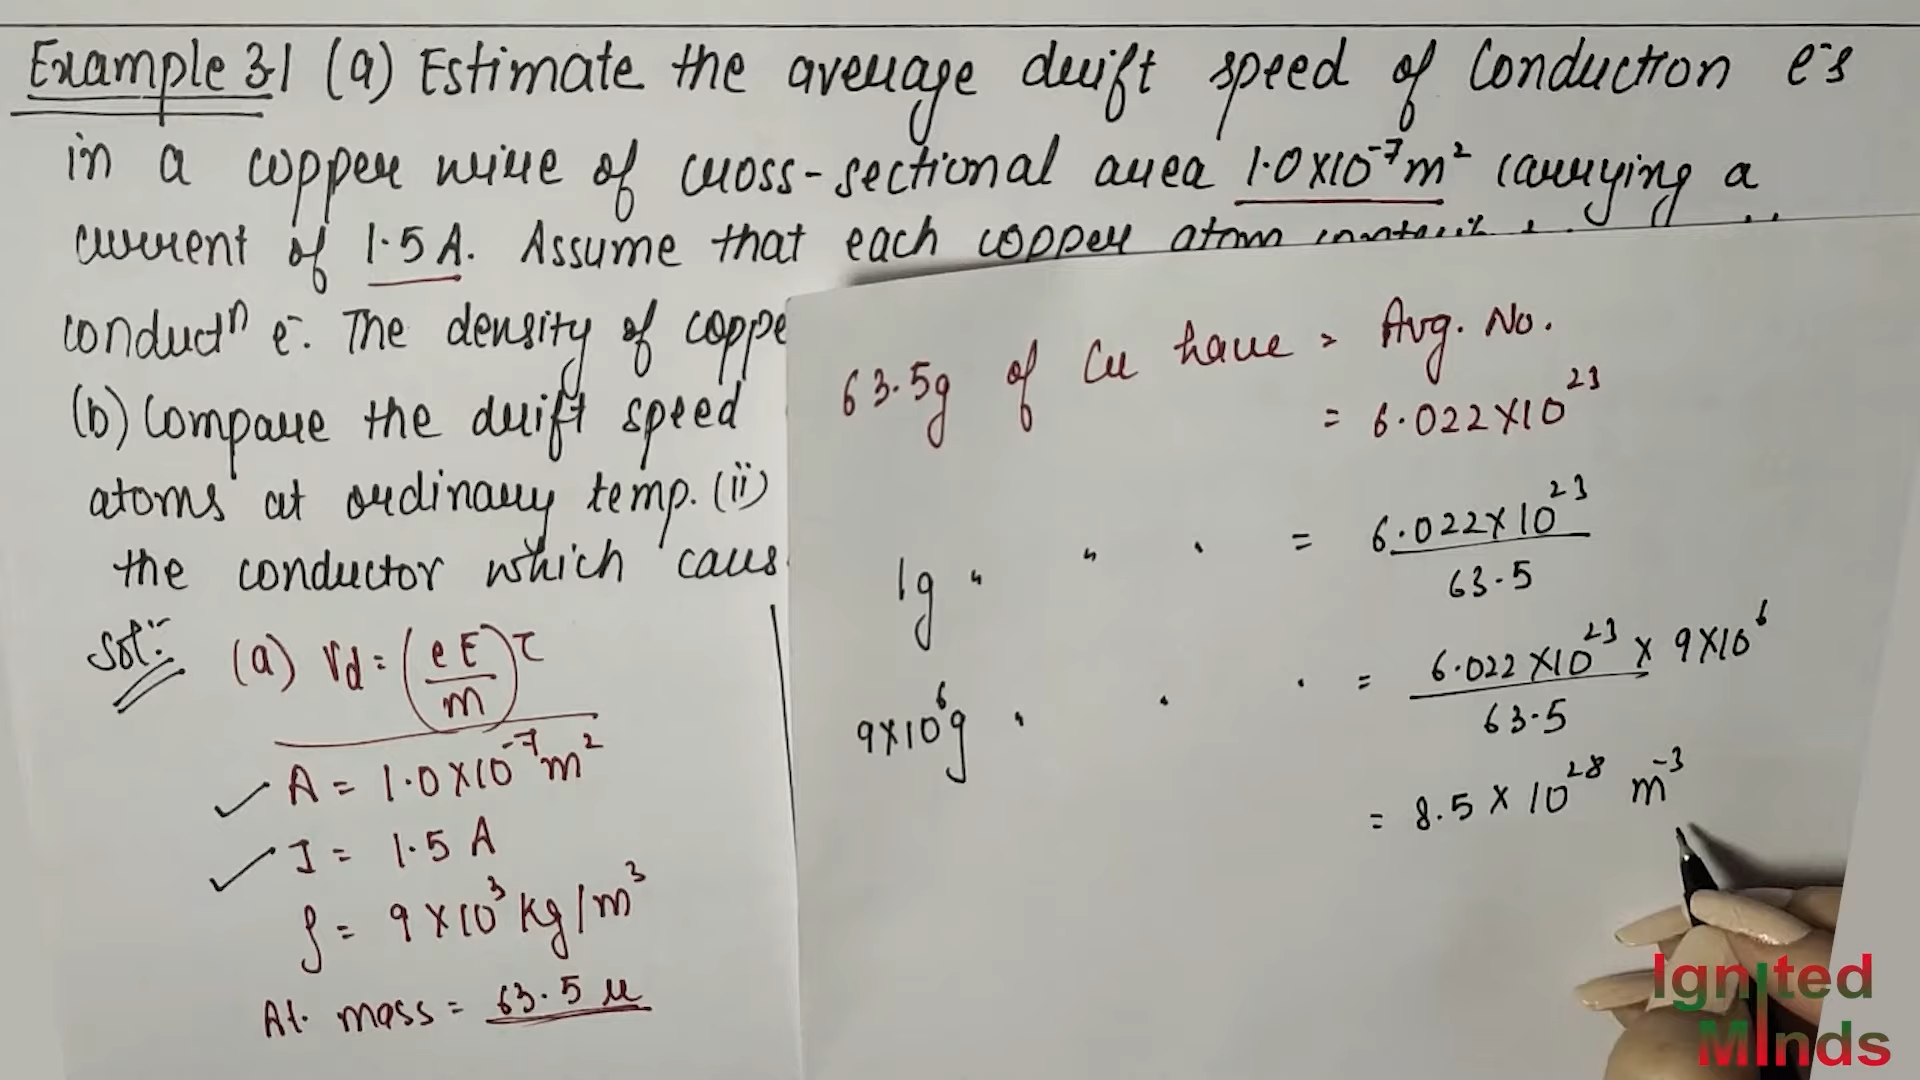 Example 3.1 (a) Estimate the average drift speed of conduction e⁻s
in a copper wire of cross-sectional area 1.0×10⁻⁷m² carrying a
current of 1.5 A. Assume that each copper atom
conductⁿ e⁻. The density of coppe
(b) Compare the drift speed
atoms at ordinary temp. (ii)
the conductor which caus
Sol:-
(a) Vd = (eE/m) τ
A = 1.0×10⁻⁷m²
I = 1.5 A
ρ = 9×10³ kg/m³
At. mass = 63.5 u
63.5g of Cu have = Avg. No.
= 6.022×10²³
1g " " " = 6.022×10²³ / 63.5
9×10⁶g " " " = 6.022×10²³ × 9×10⁶ / 63.5
= 8.5 × 10²⁸ m⁻³
Ignited
Minds